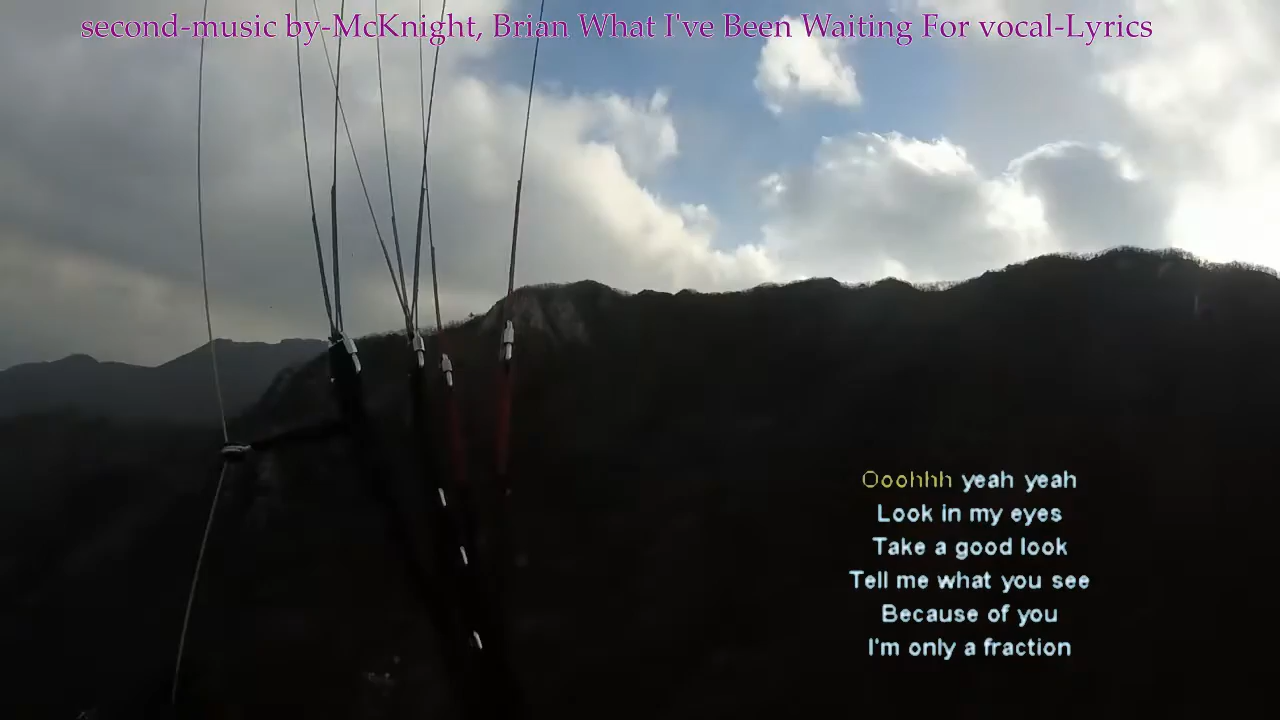 second-music by-McKnight, Brian What I've Been Waiting For vocal-Lyrics
Ooohhh yeah yeah
Look in my eyes
Take a good look
Tell me what you see
Because of you
I'm only a fraction